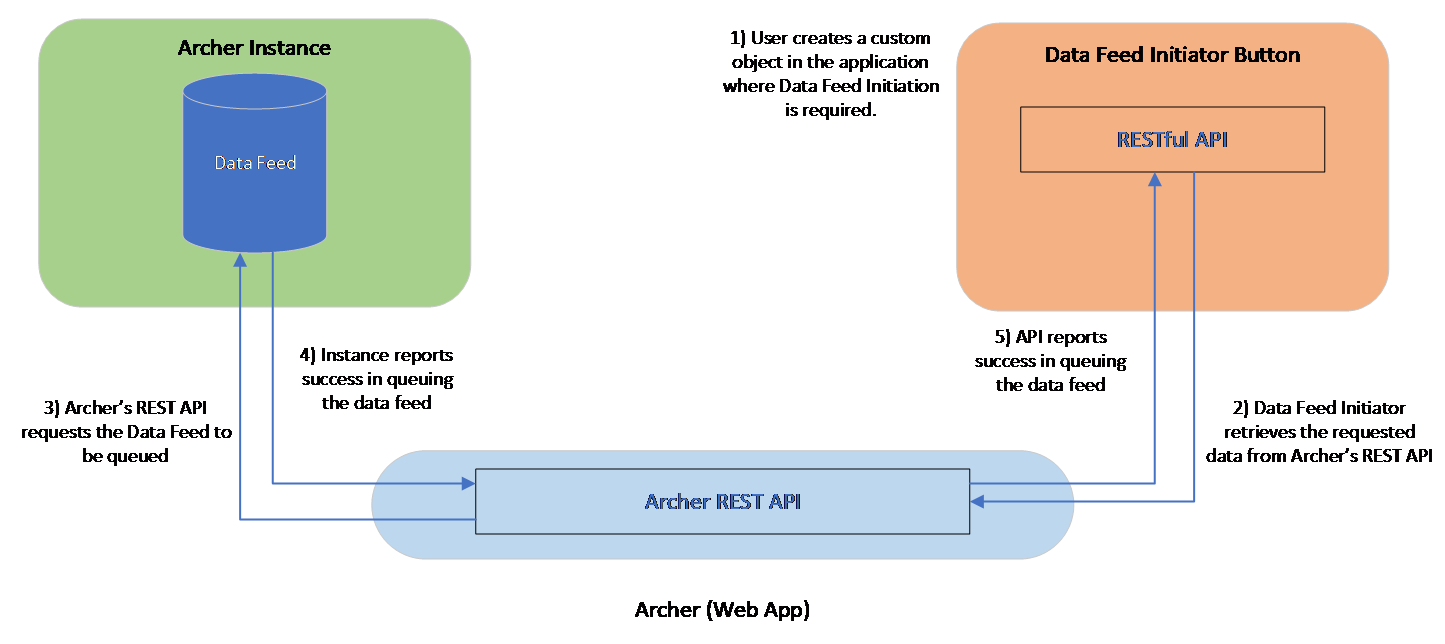 Archer Instance
Data Feed
1) User creates a custom
object in the application
where Data Feed Initiation
is required.
Data Feed Initiator Button
RESTful API
4) Instance reports
success in queuing
the data feed
3) Archer's REST API
requests the Data Feed to
be queued
5) API reports
success in queuing
the data feed
2) Data Feed Initiator
retrieves the requested
data from Archer's REST API
Archer REST API
Archer (Web App)